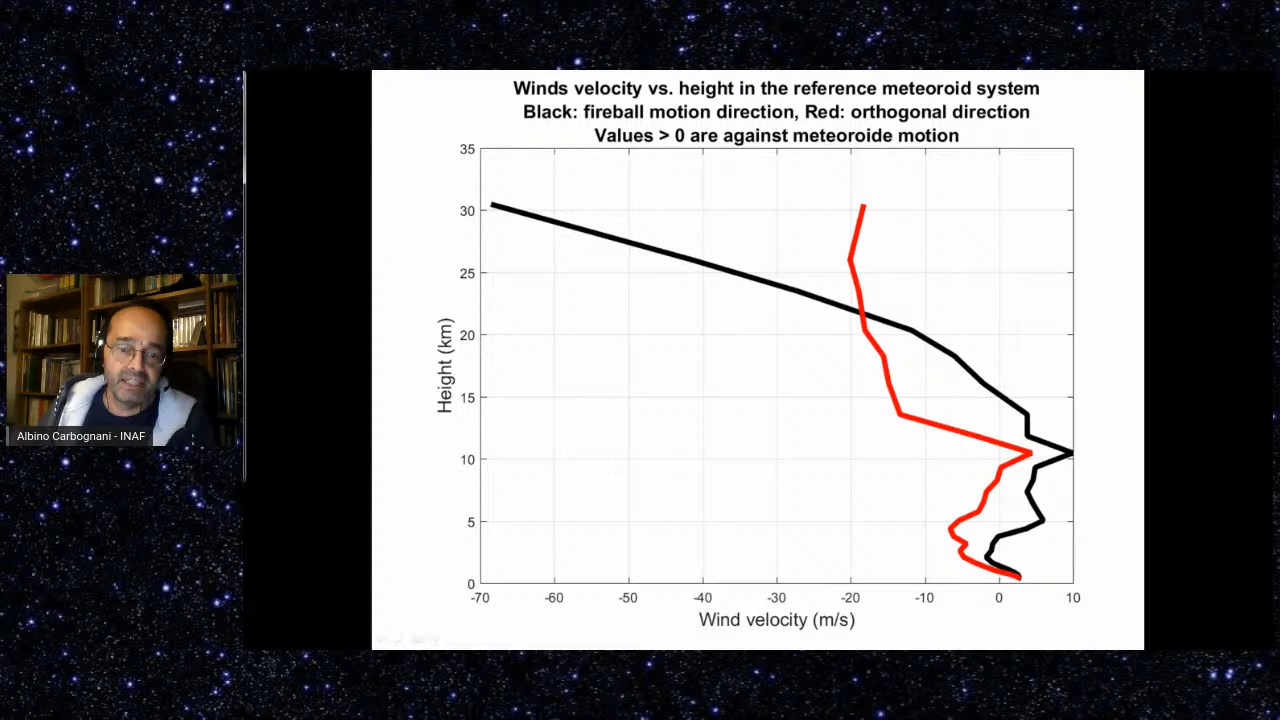 Winds velocity vs. height in the reference meteoroid system
Black: fireball motion direction, Red: orthogonal direction
Values > 0 are against meteoroide motion
35
30
25
20
15
10
5
0
Height (km)
-70 -60 -50 -40 -30 -20 -10 0 10
Wind velocity (m/s)
Albino Carbognani - INAF